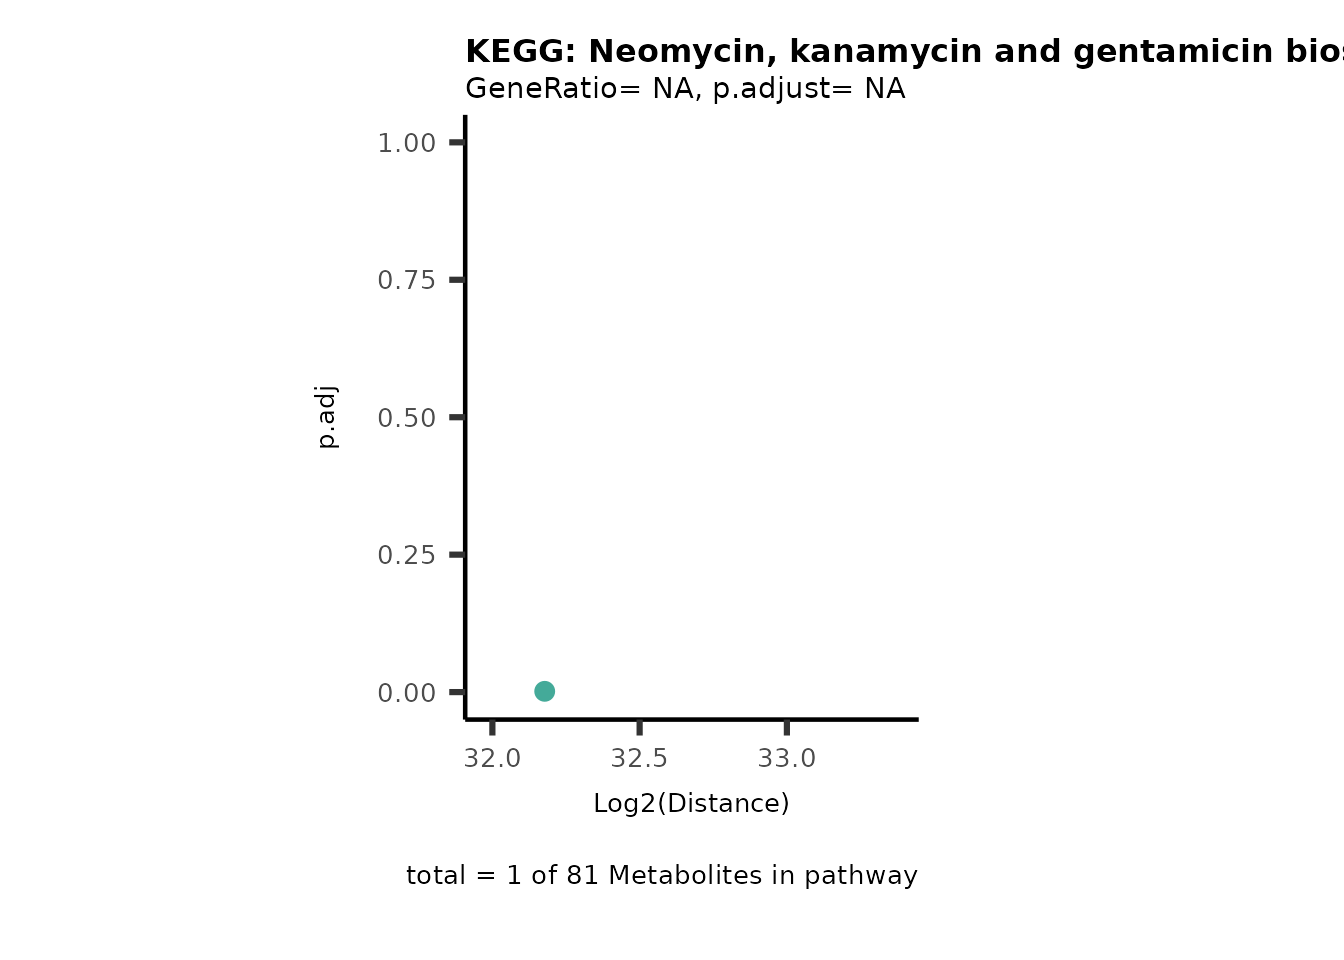 KEGG: Neomycin, kanamycin and gentamicin
GeneRatio= NA, p.adjust= NA
1.00
0.75
0.50
0.25
0.00
p.adj
32.0 32.5 33.0
Log2(Distance)
total = 1 of 81 Metabolites in pathway